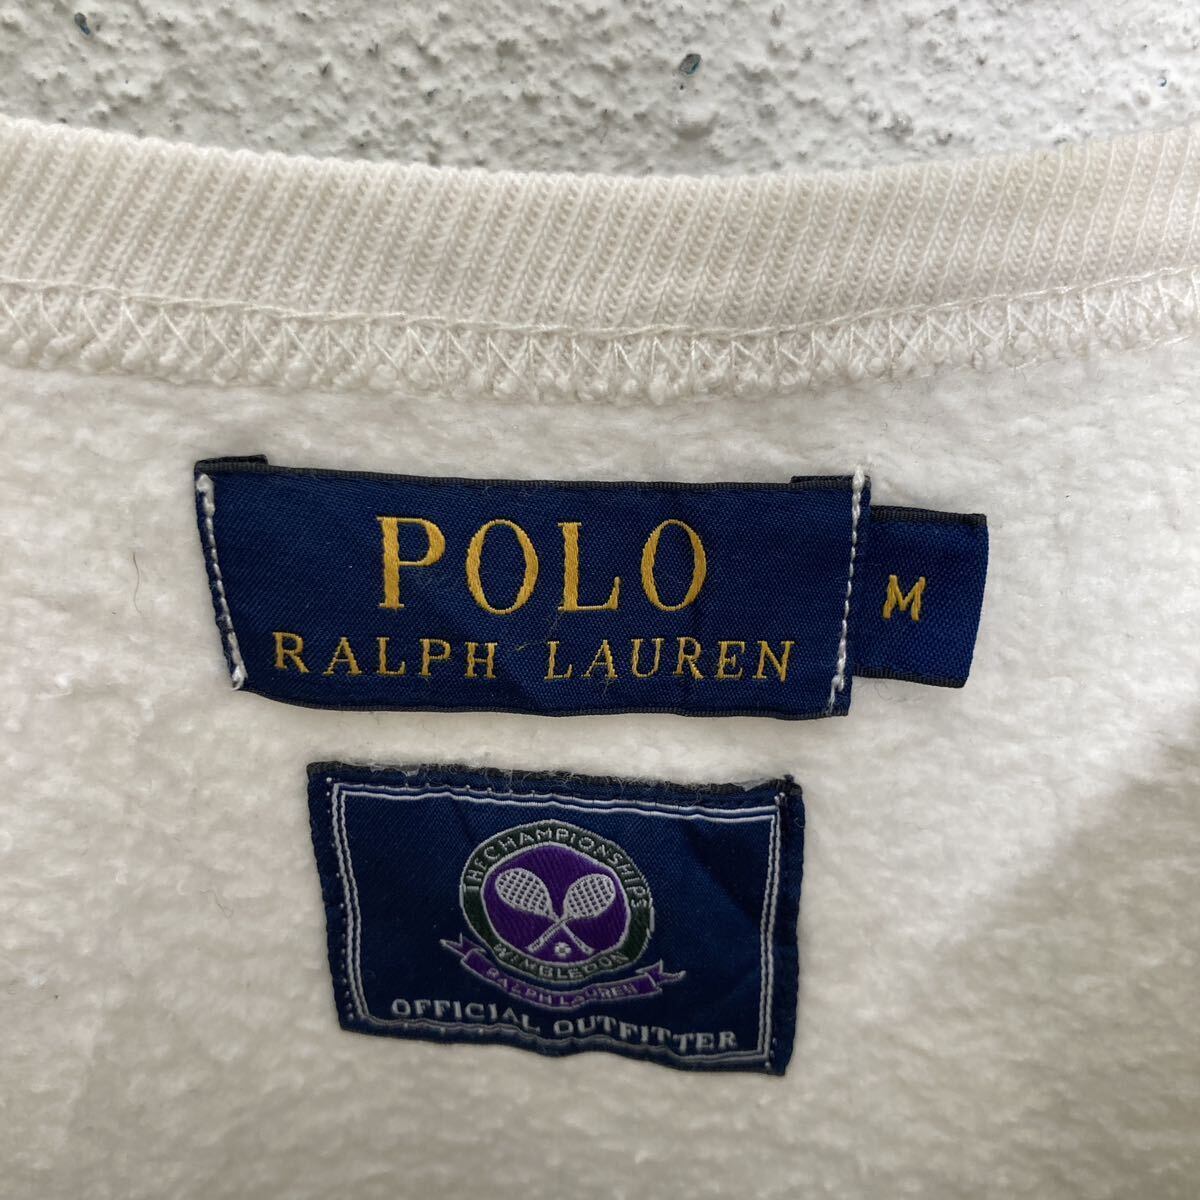 POLO
RALPH LAUREN
M
THE CHAMPIONSHIPS
WIMBLEDON
RALPH LAUREN
OFFICIAL OUTFITTER